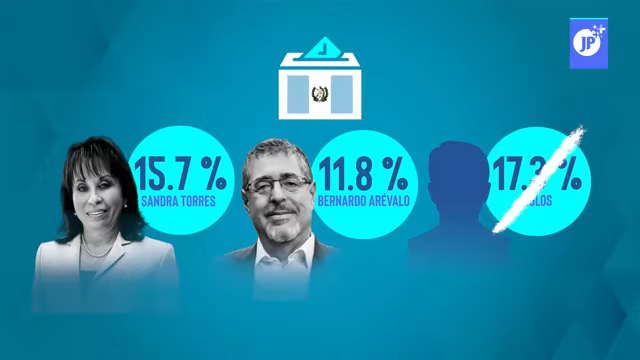 JP
15.7 %
SANDRA TORRES
11.8 %
BERNARDO ARÉVALO
17.3 %